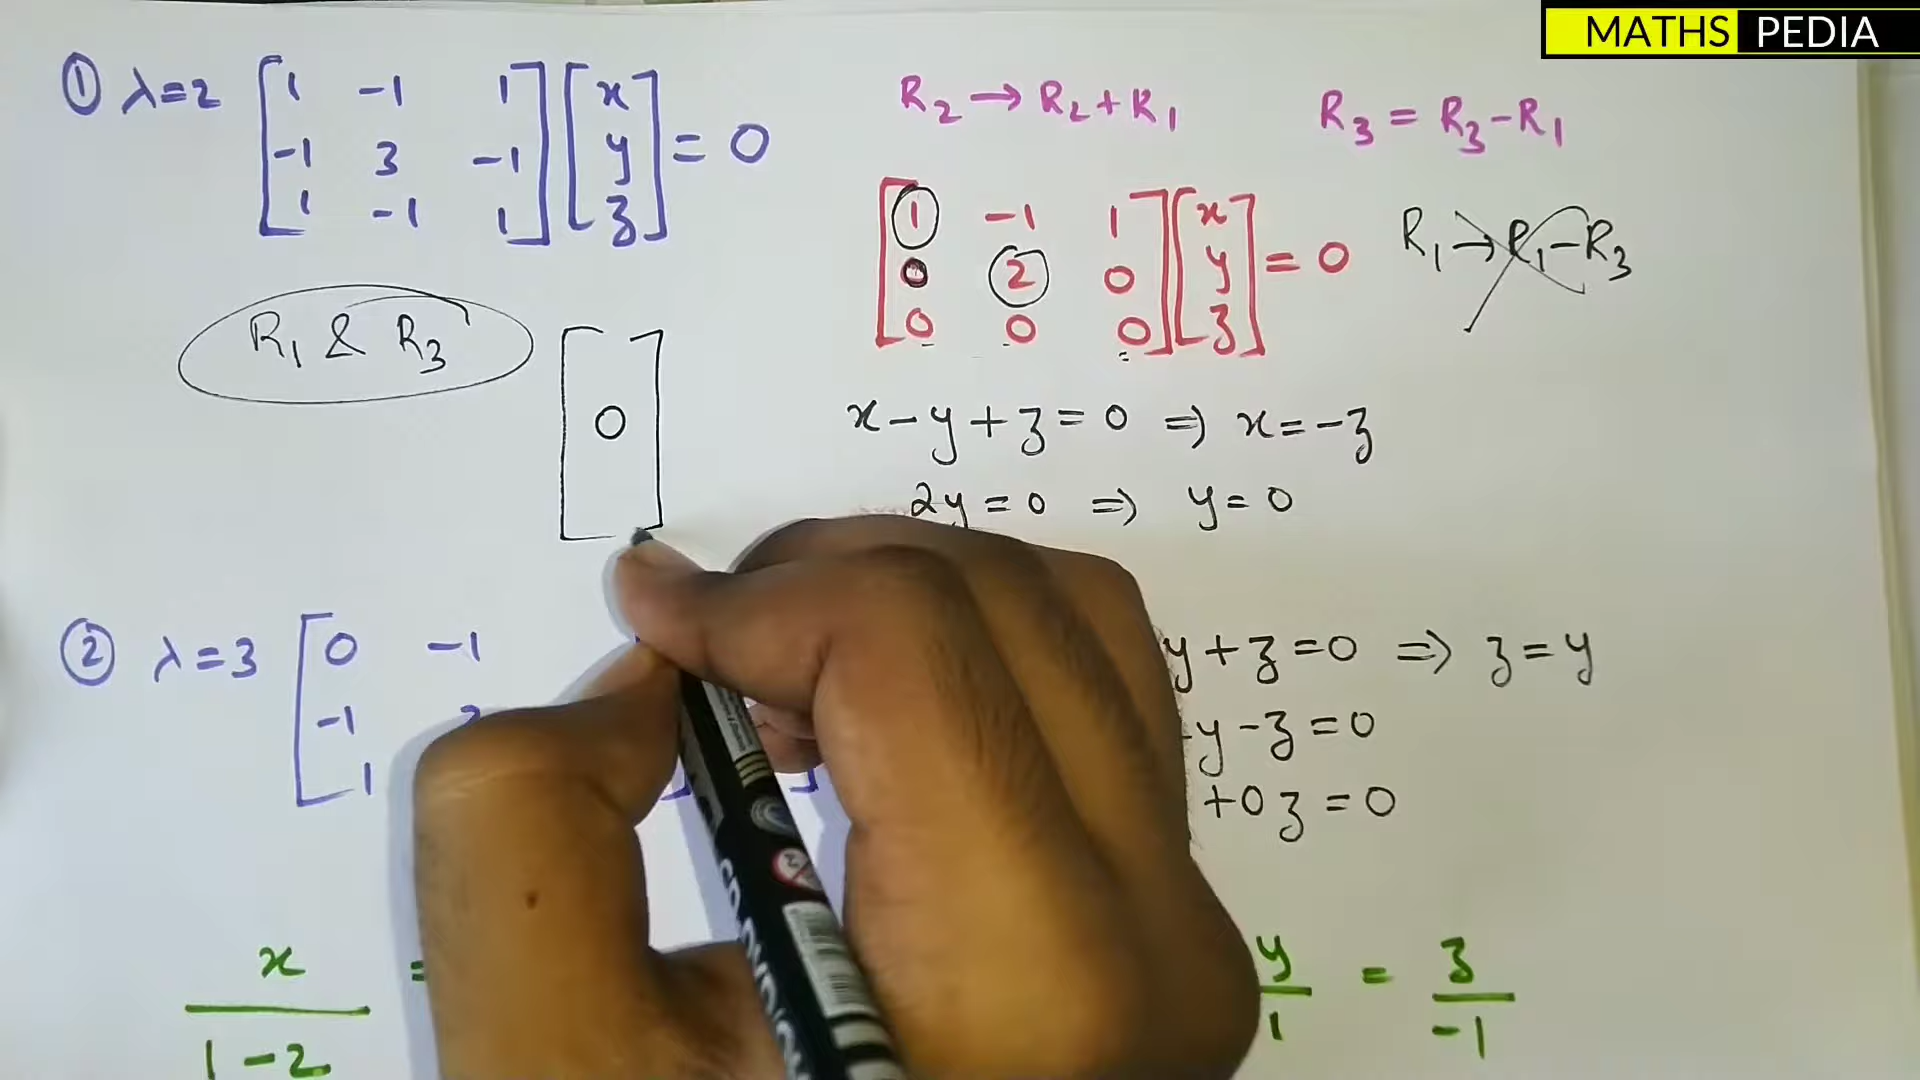 MATHS PEDIA
① λ=2 [1 -1 1] [x]
[-1 3 -1] [y] = 0
[1 -1 1] [z]
R₂ → R₂ + R₁
R₃ = R₃ - R₁
[1 -1 1] [x]
[0 2 0] [y] = 0
[0 0 0] [z]
R₁ → R₁ - R₃
R₁ & R₃
[0]
x - y + z = 0 ⇒ x = -z
2y = 0 ⇒ y = 0
② λ=3 [0 -1
-1
1
y + z = 0 ⇒ z = y
y - z = 0
+0z = 0
x/(1-2) =
y/1 = z/-1